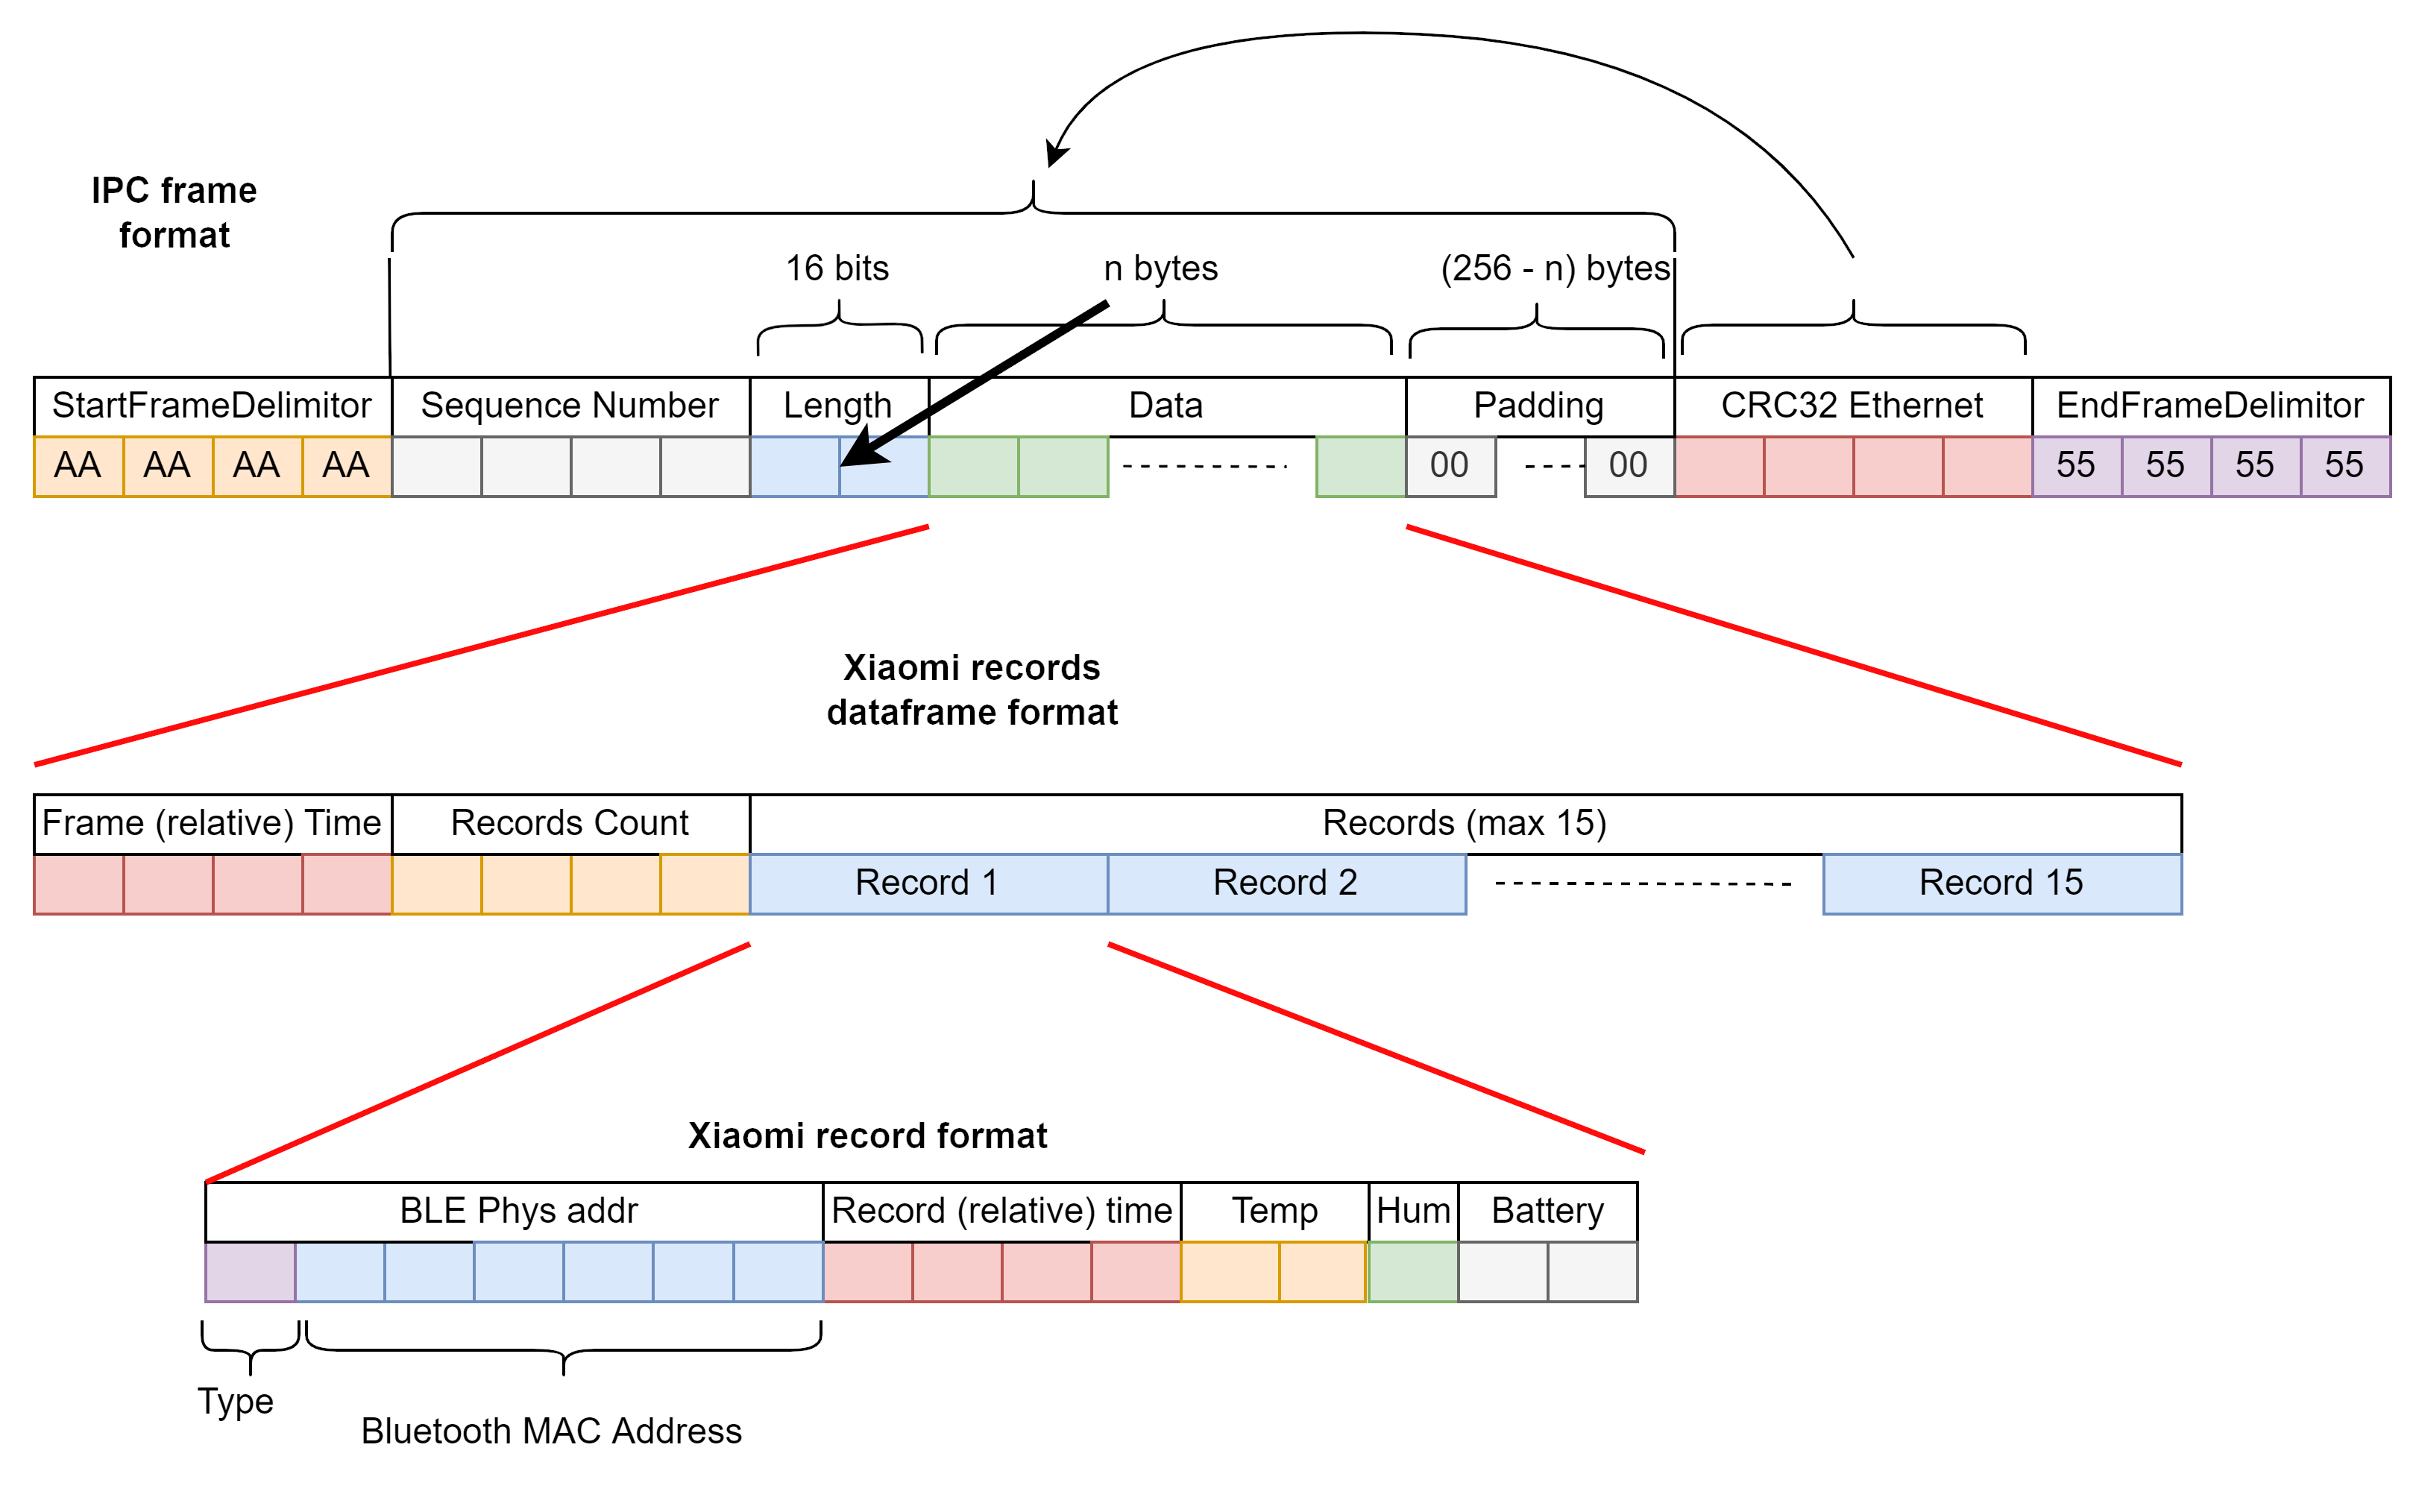 IPC frame
format
16 bits
n bytes
(256 - n) bytes
StartFrameDelimitor
Sequence Number
Length
Data
Padding
CRC32 Ethernet
EndFrameDelimitor
AA AA AA AA
00
00
55 55 55 55
Xiaomi records
dataframe format
Frame (relative) Time
Records Count
Records (max 15)
Record 1
Record 2
Record 15
Xiaomi record format
BLE Phys addr
Record (relative) time
Temp
Hum
Battery
Type
Bluetooth MAC Address